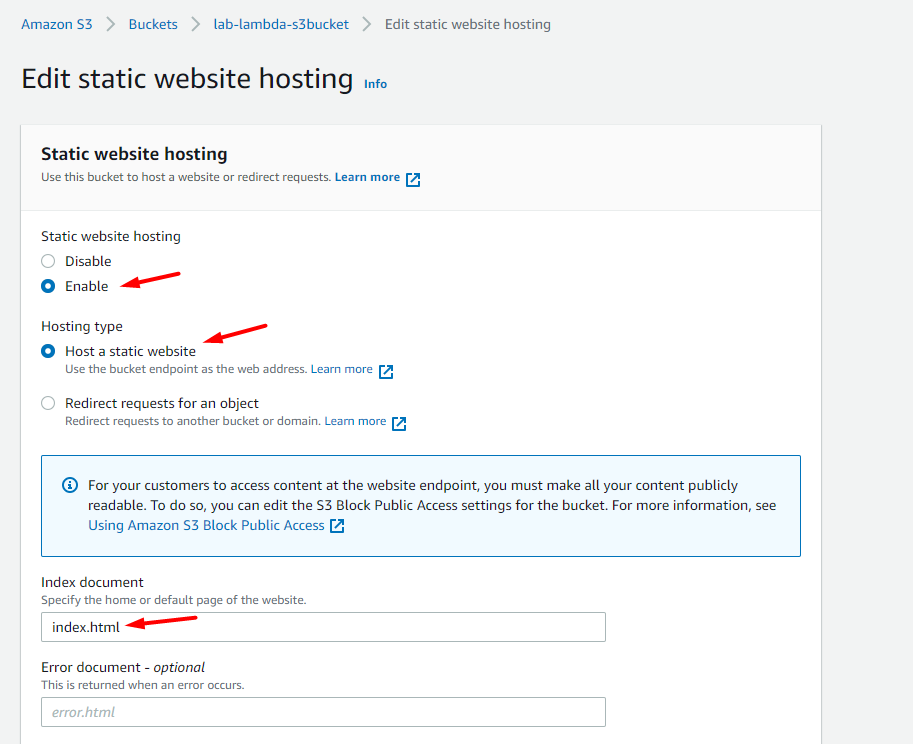 Amazon S3 > Buckets > lab-lambda-s3bucket > Edit static website hosting
Edit static website hosting Info
Static website hosting
Use this bucket to host a website or redirect requests. Learn more
Static website hosting
Disable
Enable
Hosting type
Host a static website
Use the bucket endpoint as the web address. Learn more
Redirect requests for an object
Redirect requests to another bucket or domain. Learn more
For your customers to access content at the website endpoint, you must make all your content publicly
readable. To do so, you can edit the S3 Block Public Access settings for the bucket. For more information, see
Using Amazon S3 Block Public Access
Index document
Specify the home or default page of the website.
index.html
Error document - optional
This is returned when an error occurs.
error.html